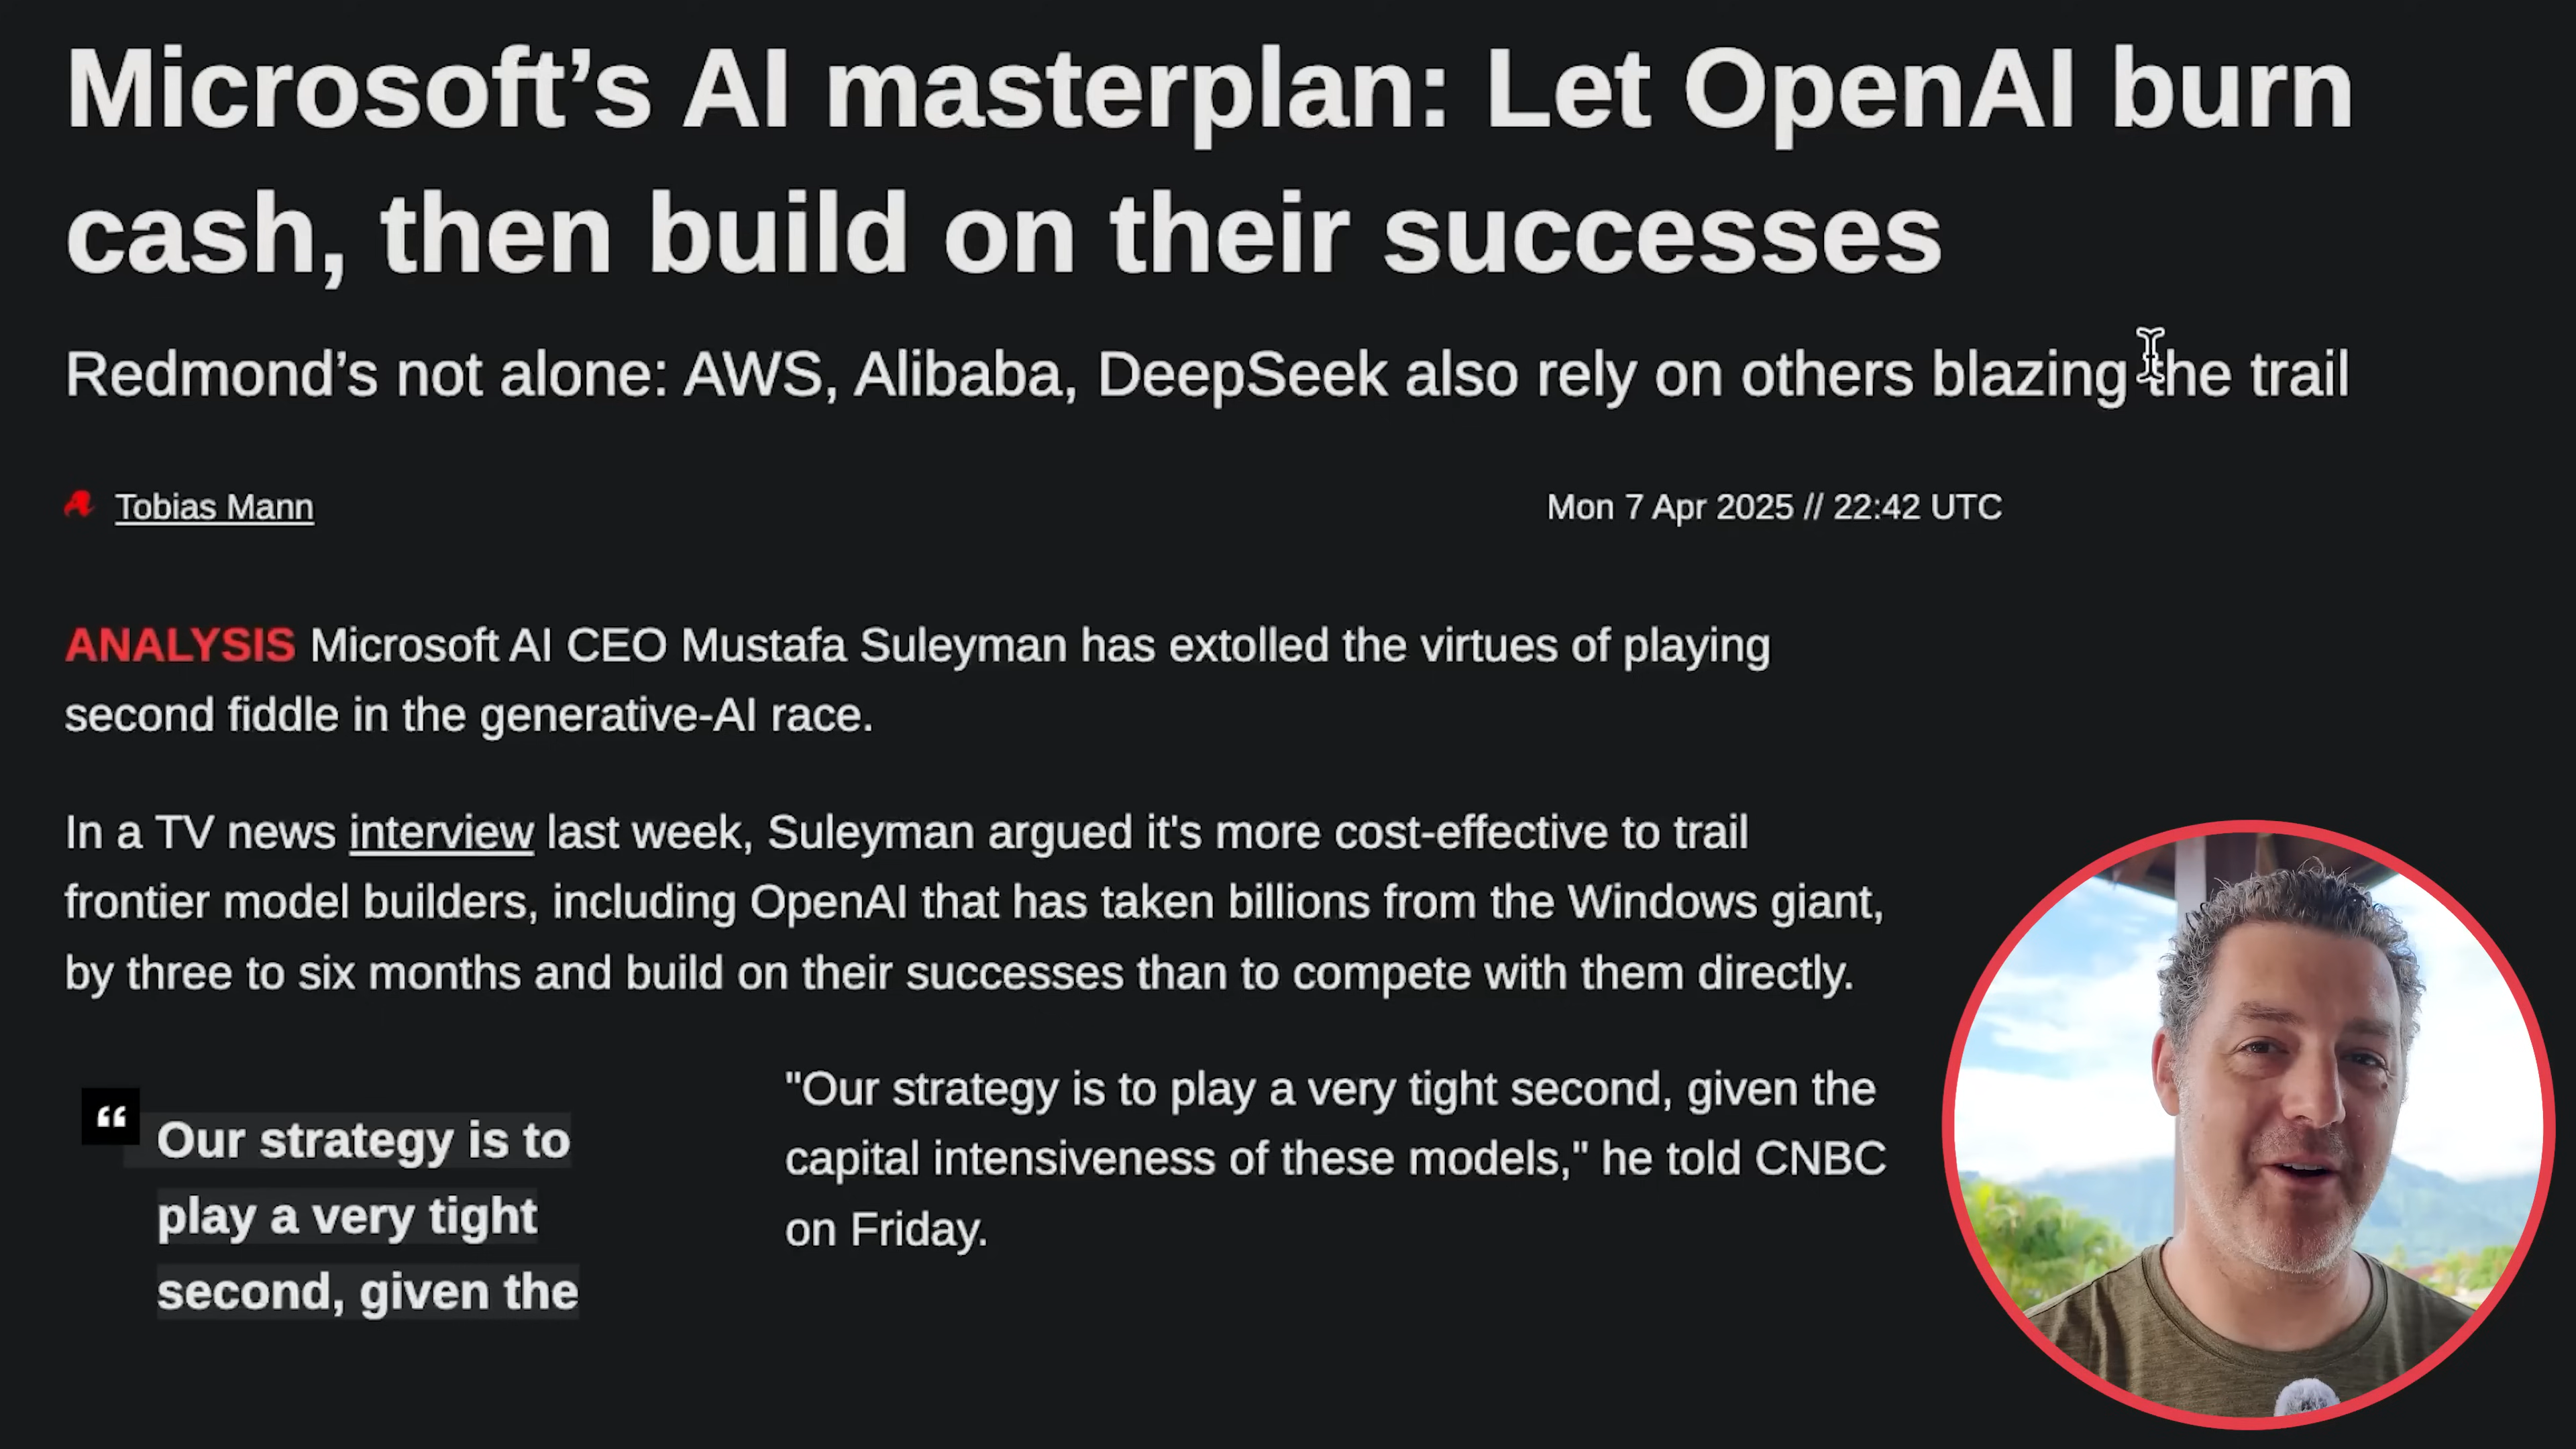 Microsoft’s AI masterplan: Let OpenAI burn
cash, then build on their successes
Redmond’s not alone: AWS, Alibaba, DeepSeek also rely on others blazing the trail
Tobias Mann
Mon 7 Apr 2025 // 22:42 UTC
ANALYSIS Microsoft AI CEO Mustafa Suleyman has extolled the virtues of playing
second fiddle in the generative-AI race.
In a TV news interview last week, Suleyman argued it's more cost-effective to trail
frontier model builders, including OpenAI that has taken billions from the Windows giant,
by three to six months and build on their successes than to compete with them directly.
“ Our strategy is to
play a very tight
second, given the
"Our strategy is to play a very tight second, given the
capital intensiveness of these models," he told CNBC
on Friday.